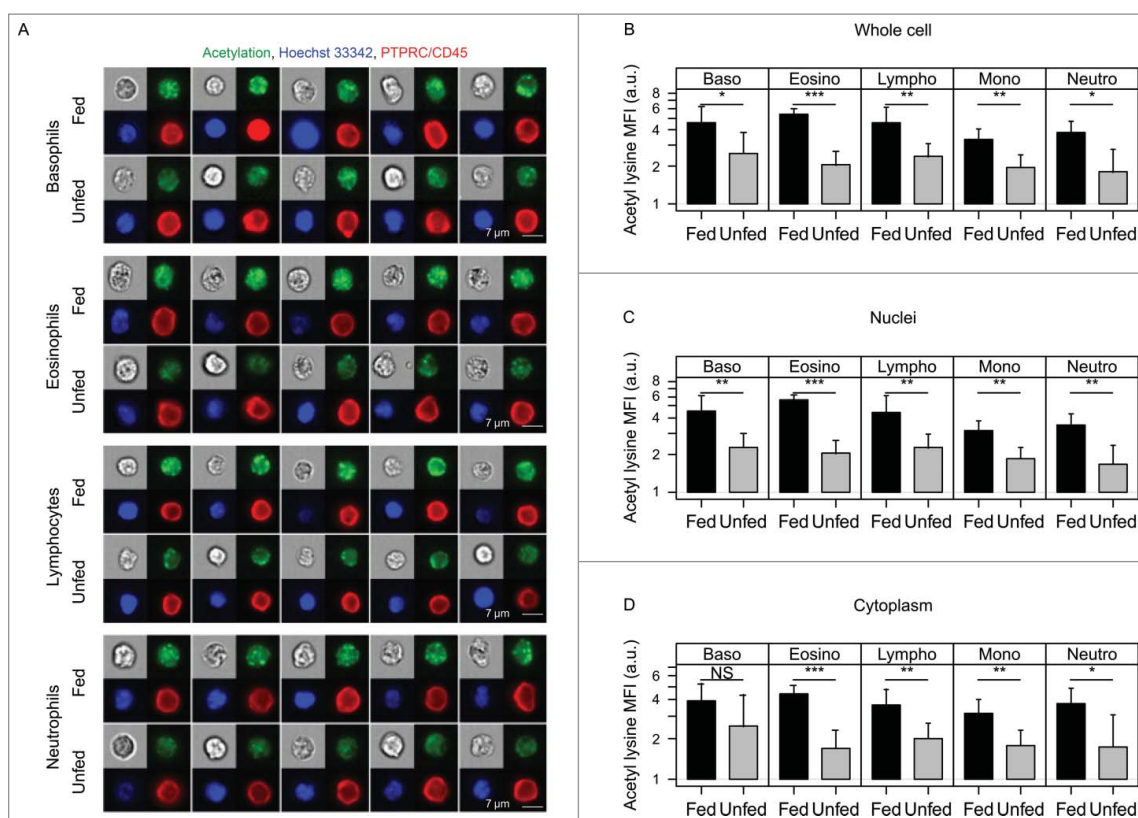 A
Acetylation, Hoechst 33342, PTPRC/CD45
Basophils
Fed
Unfed
7 µm
Eosinophils
Fed
Unfed
7 µm
Lymphocytes
Fed
Unfed
7 µm
Neutrophils
Fed
Unfed
7 µm
B
Whole cell
Acetyl lysine MFI (a.u.)
Baso Eosino Lympho Mono Neutro
* *** ** ** *
8
6
4
2
1
Fed Unfed Fed Unfed Fed Unfed Fed Unfed Fed Unfed
C
Nuclei
Acetyl lysine MFI (a.u.)
Baso Eosino Lympho Mono Neutro
** *** ** ** **
8
6
4
2
1
Fed Unfed Fed Unfed Fed Unfed Fed Unfed Fed Unfed
D
Cytoplasm
Acetyl lysine MFI (a.u.)
Baso Eosino Lympho Mono Neutro
NS *** ** ** *
6
4
2
1
Fed Unfed Fed Unfed Fed Unfed Fed Unfed Fed Unfed